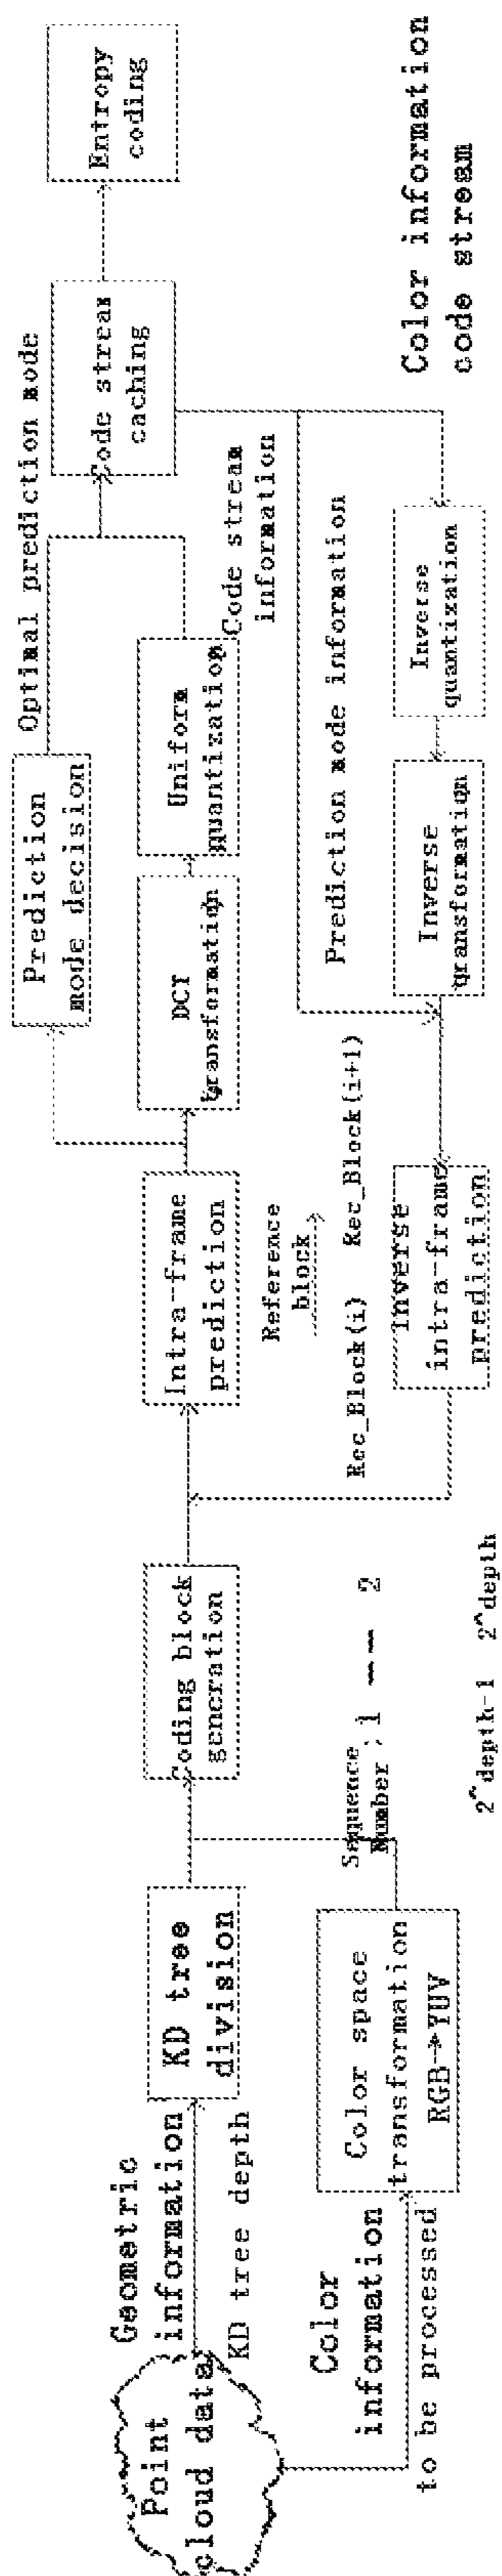 Point
cloud data
Geometric
information
KD tree depth
Color
information
to be processed
KD tree
division
Color space
transformation
RGB→YUV
Sequence
Number: 1 -- 2
2^depth-1 2^depth
Coding block
generation
Intra-frame
prediction
Reference
block
Rec_Block(i) Rec_Block(i+1)
Inverse
intra-frame
prediction
Prediction
mode decision
DCT
transformation
Uniform
quantization
Optimal prediction mode
Code stream
information
Prediction mode information
Inverse
transformation
Inverse
quantization
Code stream
caching
Entropy
coding
Color information
code stream